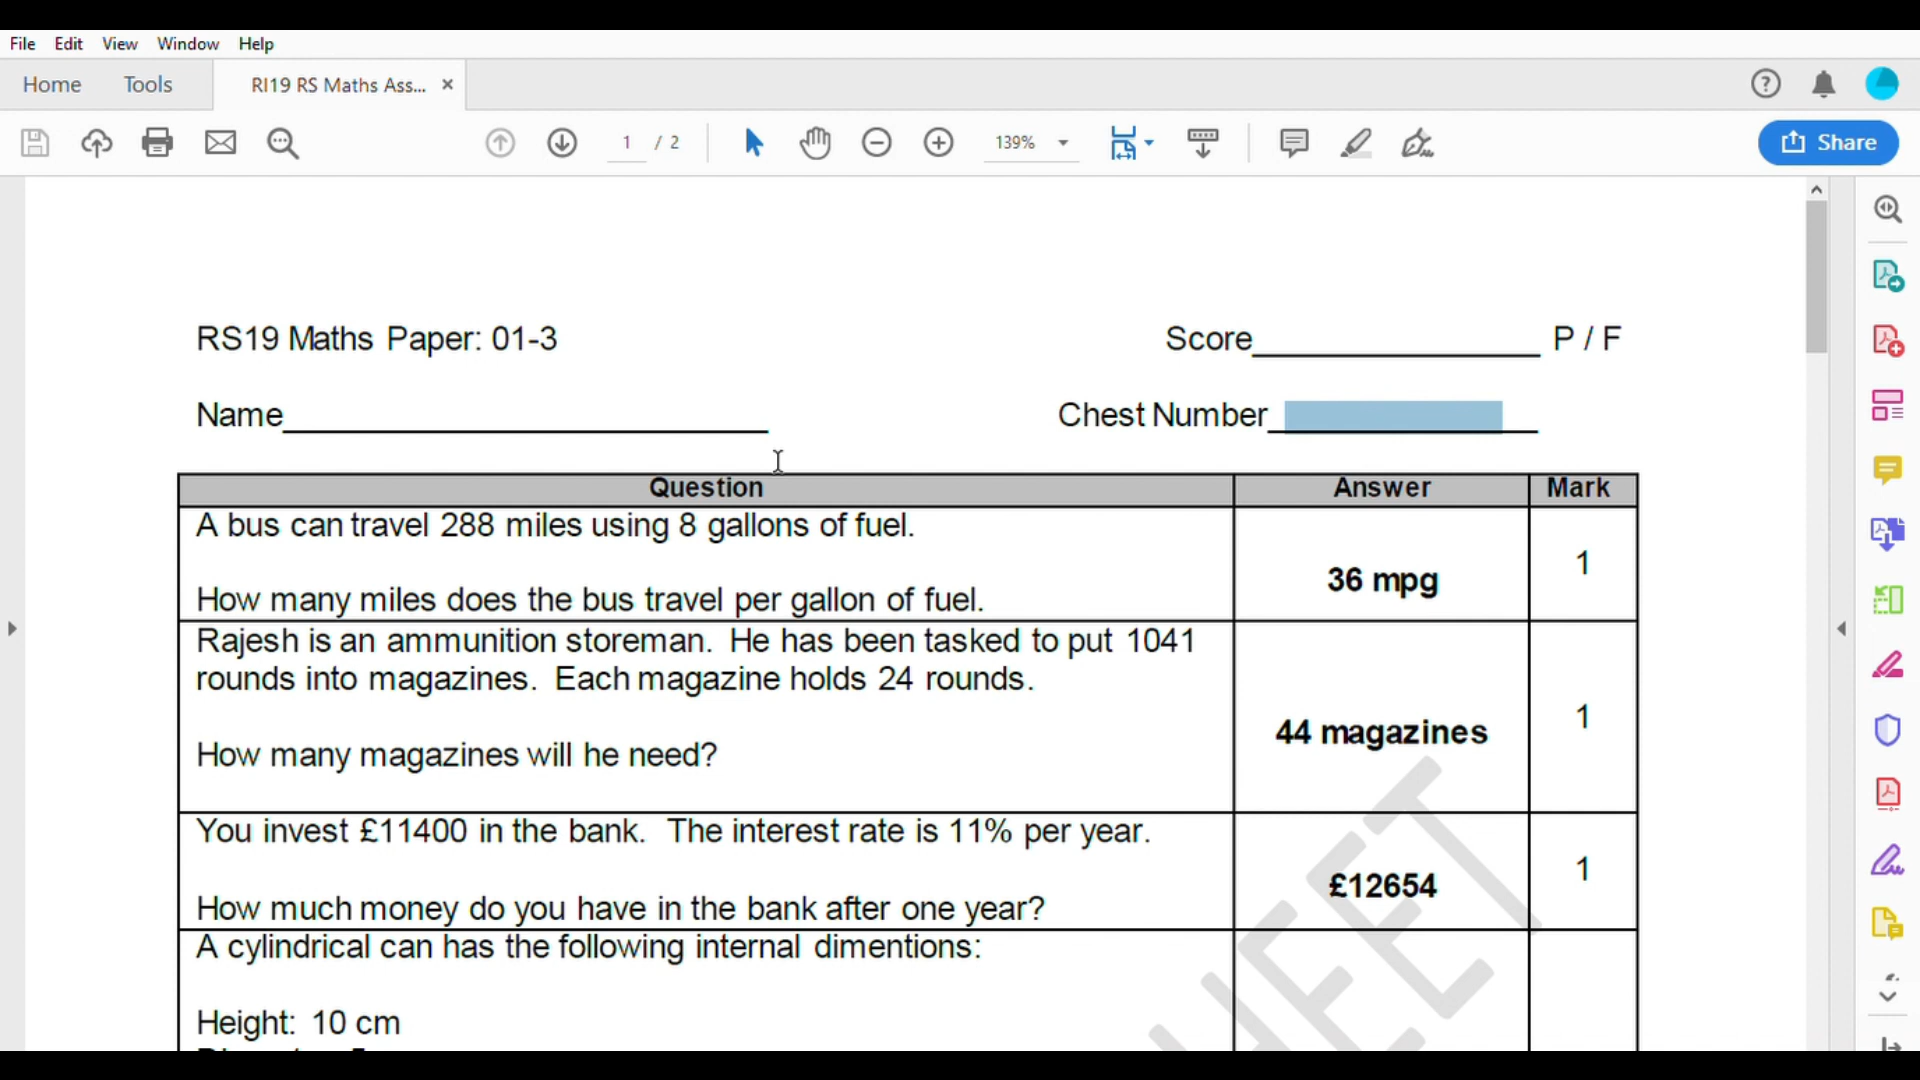 File Edit View Window Help
Home Tools RI19 RS Maths Ass...
1 / 2 139% Share
RS19 Maths Paper: 01-3 Score P / F
Name Chest Number
Question Answer Mark
A bus can travel 288 miles using 8 gallons of fuel.
How many miles does the bus travel per gallon of fuel. 36 mpg 1
Rajesh is an ammunition storeman. He has been tasked to put 1041
rounds into magazines. Each magazine holds 24 rounds.
How many magazines will he need? 44 magazines 1
You invest £11400 in the bank. The interest rate is 11% per year.
How much money do you have in the bank after one year? £12654 1
A cylindrical can has the following internal dimentions:
Height: 10 cm
HEET